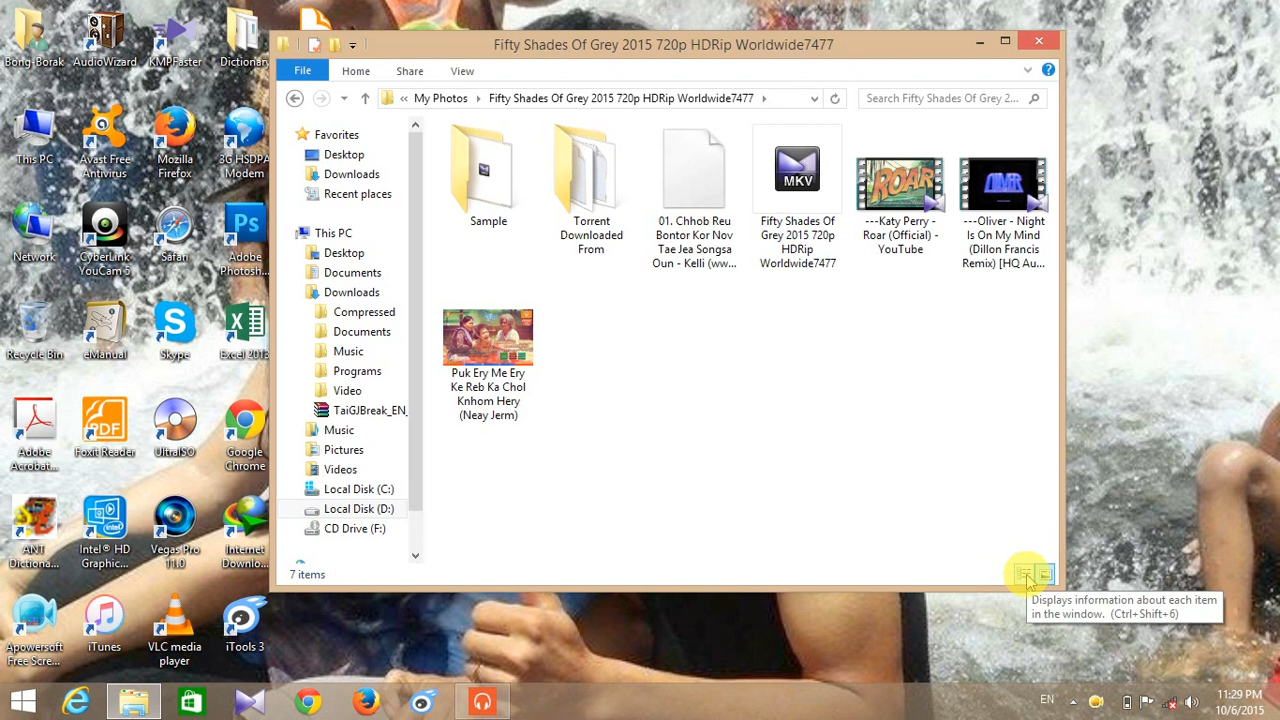 Fifty Shades Of Grey 2015 720p HDRip Worldwide7477
File
Home
Share
View
My Photos
Fifty Shades Of Grey 2015 720p HDRip Worldwide7477
Search Fifty Shades Of Grey 2...
Favorites
Desktop
Downloads
Recent places
This PC
Desktop
Documents
Downloads
Compressed
Documents
Music
Programs
Video
TaiGJBreak_EN_
Music
Pictures
Videos
Local Disk (C:)
Local Disk (D:)
CD Drive (F:)
Sample
Torrent
Downloaded
From
01. Chhob Reu
Bontor Kor Nov
Tae Jea Songsa
Oun - Kelli (ww...
MKV
Fifty Shades Of
Grey 2015 720p
HDRip
Worldwide7477
ROAR
---Katy Perry -
Roar (Official) -
YouTube
---Oliver - Night
Is On My Mind
(Dillon Francis
Remix) [HQ Au...
Puk Ery Me Ery
Ke Reb Ka Chol
Knhom Hery
(Neay Jerm)
7 items
Displays information about each item
in the window. (Ctrl+Shift+6)
Bong-Borak
AudioWizard
KMPFaster
Dictionary
This PC
Avast Free
Antivirus
Mozilla
Firefox
3G HSDPA
Modem
Network
CyberLink
YouCam 5
Safari
Ps
Adobe
Photosh...
Recycle Bin
eManual
Skype
Excel 2013
Adobe
Acrobat...
PDF
Foxit Reader
UltraISO
Google
Chrome
ANT
Dictiona...
Intel® HD
Graphic...
Vegas Pro
11.0
Internet
Downlo...
Apowersoft
Free Scre...
iTunes
VLC media
player
iTools 3
EN
11:29 PM
10/6/2015